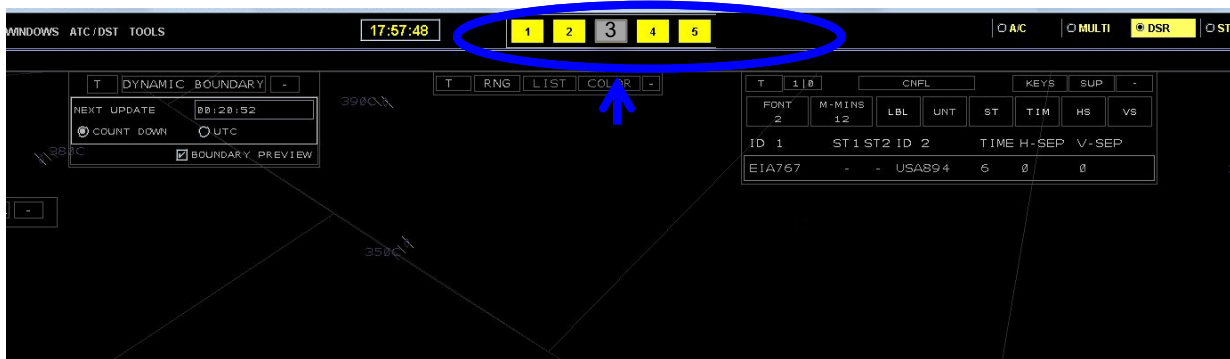 WINDOWS ATC/DST TOOLS 17:57:48 1 2 3 4 5 A/C MULTI DSR ST
T DYNAMIC BOUNDARY -
NEXT UPDATE 00:20:52
COUNT DOWN UTC
BOUNDARY PREVIEW
T RNG LIST COLOR -
390C
380C
350C
-
T 1|0 CNFL KEYS SUP -
FONT 2 M-MINS 12 LBL UNT ST TIM HS VS
ID 1 ST1 ST2 ID 2 TIME H-SEP V-SEP
EIA767 - - USA894 6 0 0